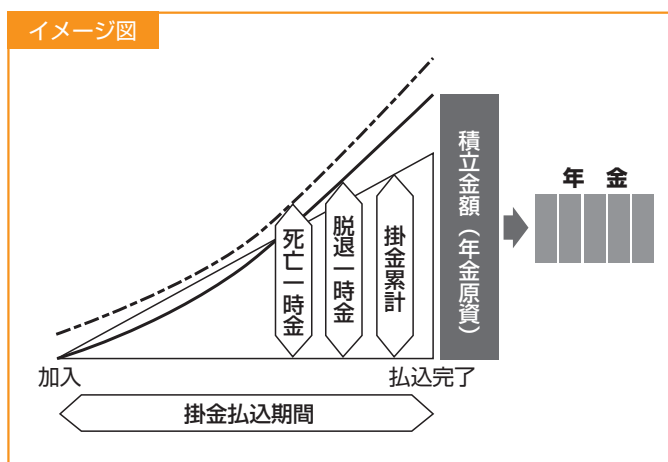 イメージ図
死亡一時金
脱退一時金
掛金累計
積立金額（年金原資）
年 金
加入
払込完了
掛金払込期間